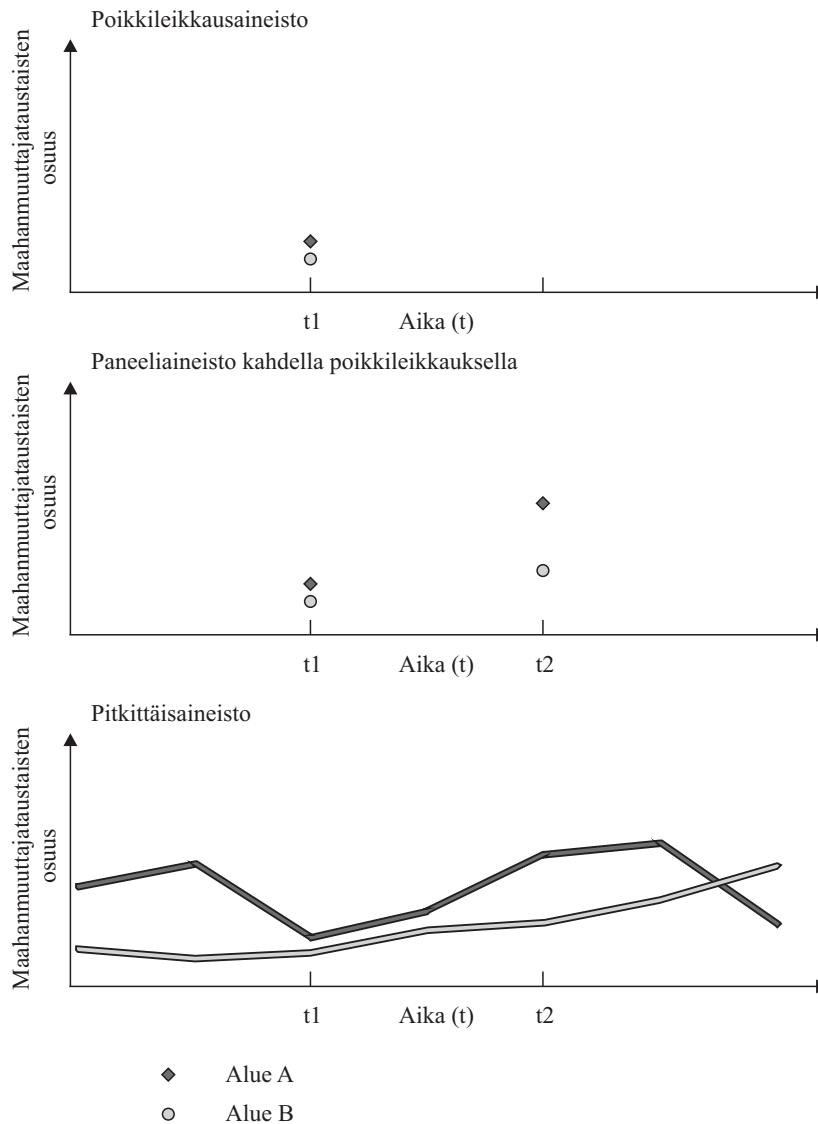 Poikkileikkausaineisto
Maahanmuuttajataustaisten
osuus
t1
Aika (t)
Paneeliaineisto kahdella poikkileikkauksella
Maahanmuuttajataustaisten
osuus
t1
Aika (t)
t2
Pitkittäisaineisto
Maahanmuuttajataustaisten
osuus
t1
Aika (t)
t2
Alue A
Alue B